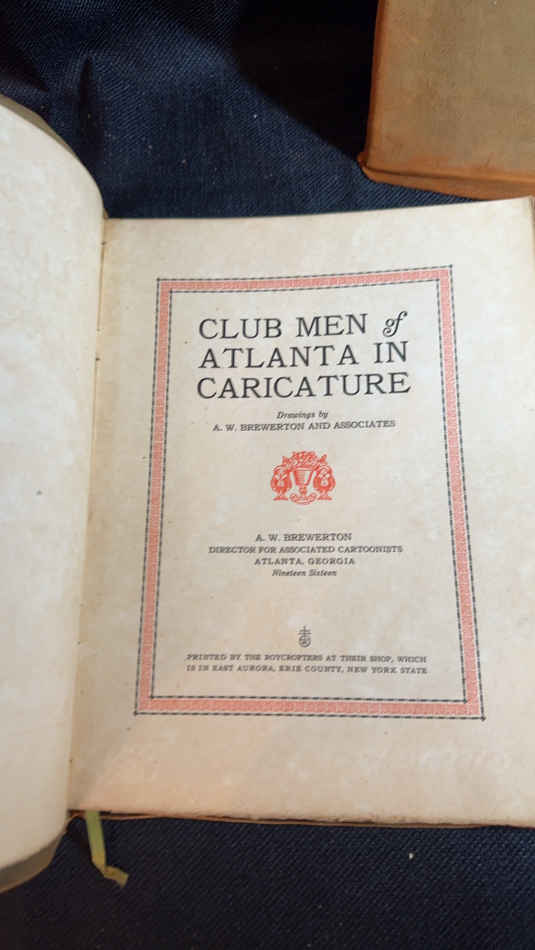 CLUB MEN of
ATLANTA IN
CARICATURE
Drawings by
A. W. BREWERTON AND ASSOCIATES
A. W. BREWERTON
DIRECTOR FOR ASSOCIATED CARTOONISTS
ATLANTA, GEORGIA
Nineteen Sixteen
PRINTED BY THE ROYCROFTERS AT THEIR SHOP, WHICH
IS IN EAST AURORA, ERIE COUNTY, NEW YORK STATE